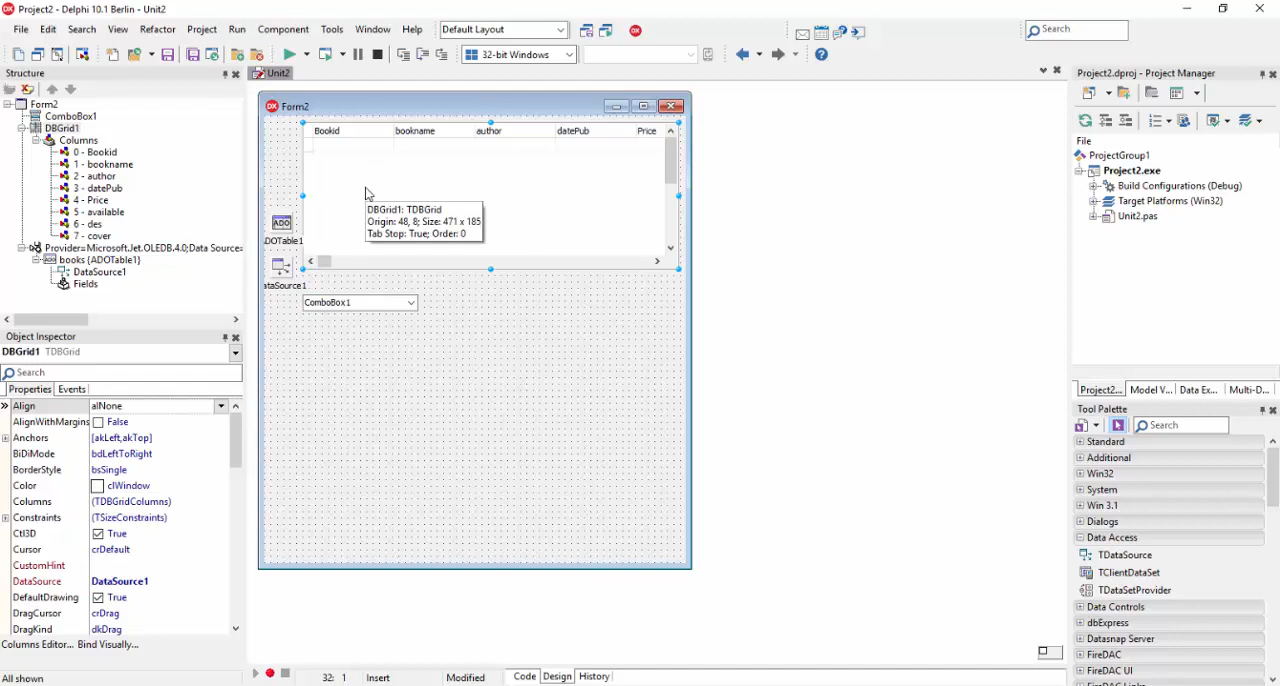 Project2 - Delphi 10.1 Berlin - Unit2
File Edit Search View Refactor Project Run Component Tools Window Help Default Layout Search
32-bit Windows
Structure
Form2
ComboBox1
DBGrid1
Columns
0 - Bookid
1 - bookname
2 - author
3 - datePub
4 - Price
5 - available
6 - des
7 - cover
Provider=Microsoft.Jet.OLEDB.4.0;Data Source=
books {ADOTable1}
DataSource1
Fields
Object Inspector
DBGrid1 TDBGrid
Search
Properties Events
Align alNone
AlignWithMargins False
Anchors [akLeft,akTop]
BiDiMode bdLeftToRight
BorderStyle bsSingle
Color clWindow
Columns (TDBGridColumns)
Constraints (TSizeConstraints)
Ctl3D True
Cursor crDefault
CustomHint
DataSource DataSource1
DefaultDrawing True
DragCursor crDrag
DragKind dkDrag
Columns Editor... Bind Visually...
All shown
Unit2
Form2
Bookid bookname author datePub Price
DBGrid1: TDBGrid
Origin: 48, 8; Size: 471 x 185
Tab Stop: True; Order: 0
ADO
DOTable1
ataSource1
ComboBox1
32: 1 Insert Modified Code Design History
Project2.dproj - Project Manager
File
ProjectGroup1
Project2.exe
Build Configurations (Debug)
Target Platforms (Win32)
Unit2.pas
Project2... Model V... Data Ex... Multi-D...
Tool Palette
Search
Standard
Additional
Win32
System
Win 3.1
Dialogs
Data Access
TDataSource
TClientDataSet
TDataSetProvider
Data Controls
dbExpress
Datasnap Server
FireDAC
FireDAC UI
FireDAC Links